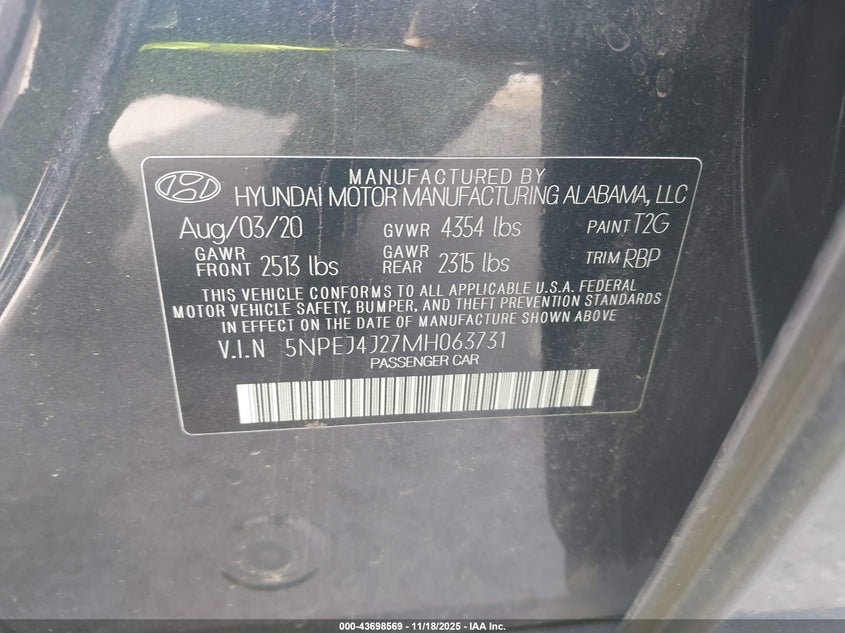 MANUFACTURED BY
HYUNDAI MOTOR MANUFACTURING ALABAMA, LLC
Aug/03/20 GVWR 4354 lbs PAINT T2G
GAWR FRONT 2513 lbs GAWR REAR 2315 lbs TRIM RBP
THIS VEHICLE CONFORMS TO ALL APPLICABLE U.S.A. FEDERAL
MOTOR VEHICLE SAFETY, BUMPER, AND THEFT PREVENTION STANDARDS
IN EFFECT ON THE DATE OF MANUFACTURE SHOWN ABOVE
V.I.N 5NPEJ4J27MH063731
PASSENGER CAR
000-43698569 - 11/18/2025 - IAA Inc.